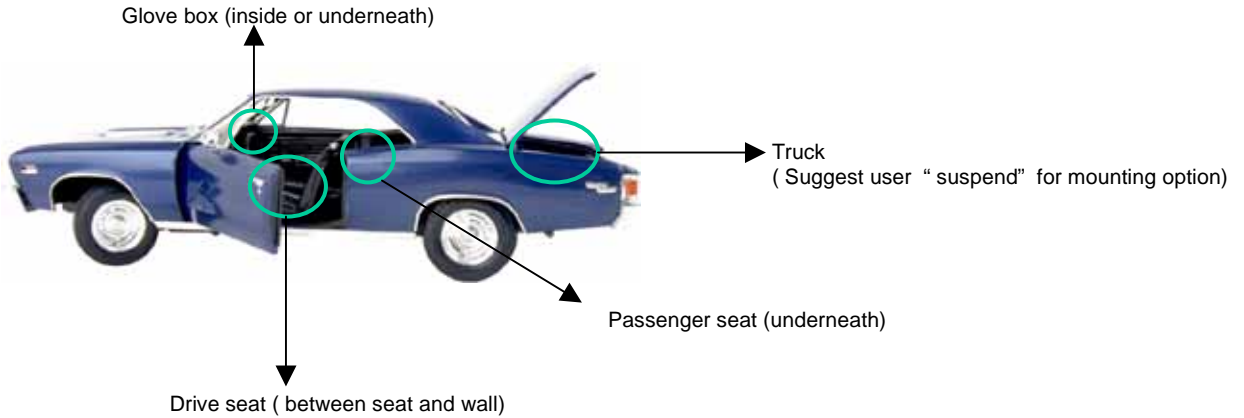 Glove box (inside or underneath)
Truck
( Suggest user “ suspend” for mounting option)
Passenger seat (underneath)
Drive seat ( between seat and wall)